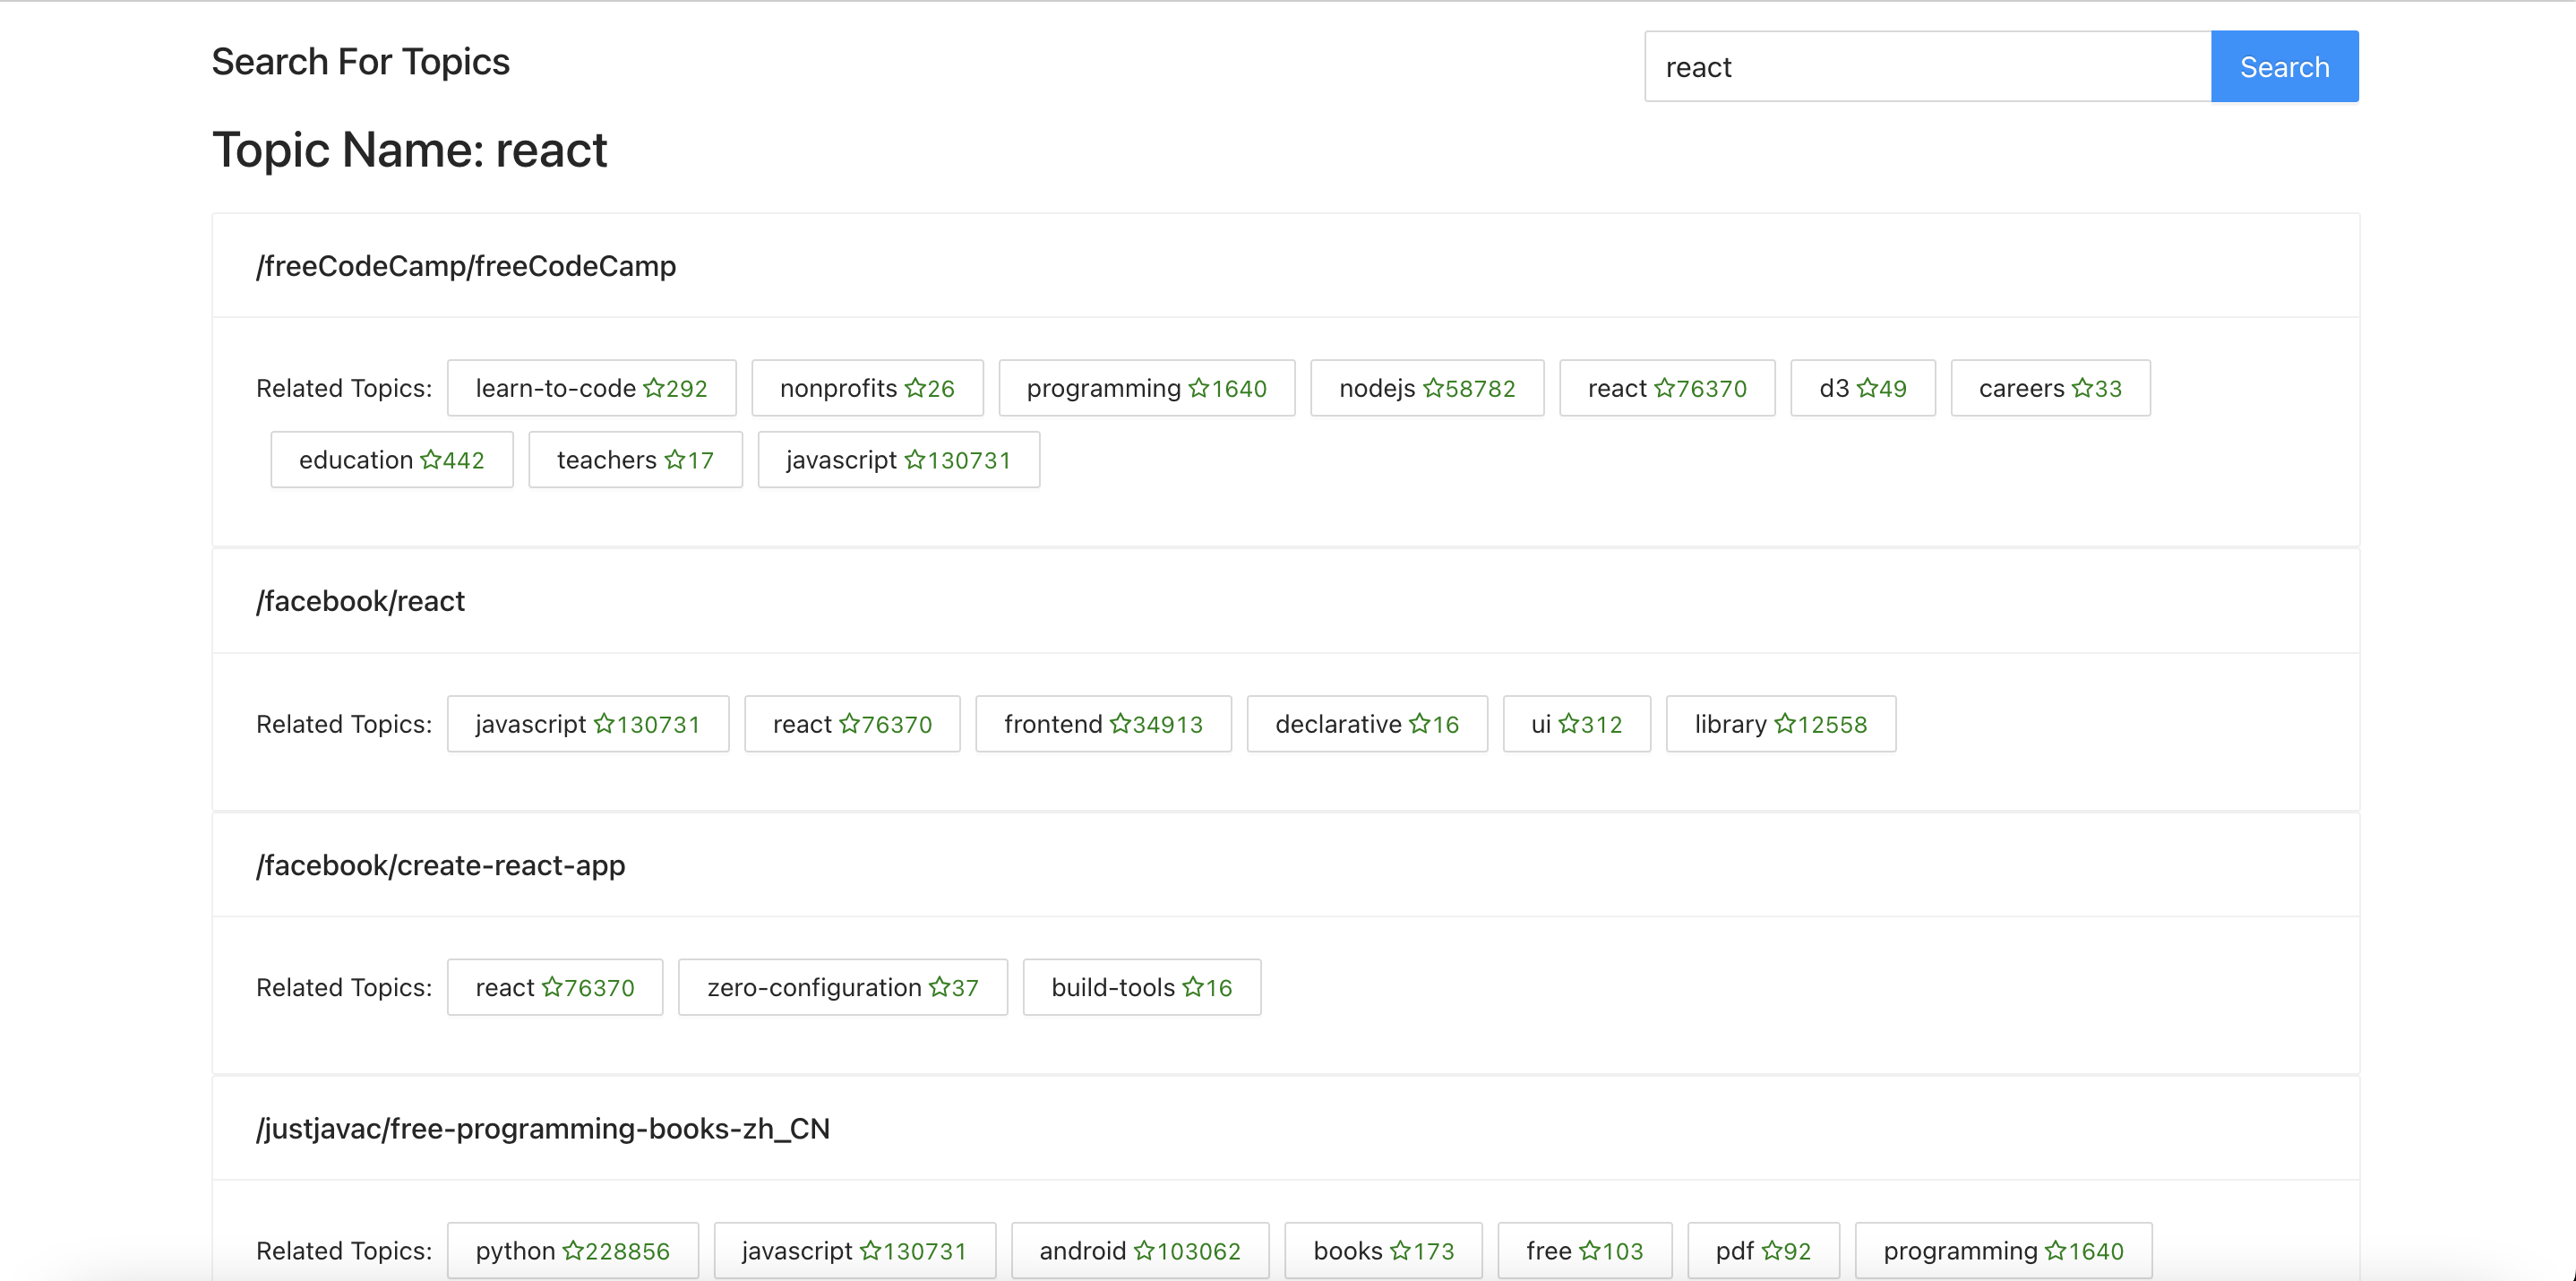 Search For Topics
react
Search
Topic Name: react
/freeCodeCamp/freeCodeCamp
Related Topics: learn-to-code 292 nonprofits 26 programming 1640 nodejs 58782 react 76370 d3 49 careers 33
education 442 teachers 17 javascript 130731
/facebook/react
Related Topics: javascript 130731 react 76370 frontend 34913 declarative 16 ui 312 library 12558
/facebook/create-react-app
Related Topics: react 76370 zero-configuration 37 build-tools 16
/justjavac/free-programming-books-zh_CN
Related Topics: python 228856 javascript 130731 android 103062 books 173 free 103 pdf 92 programming 1640